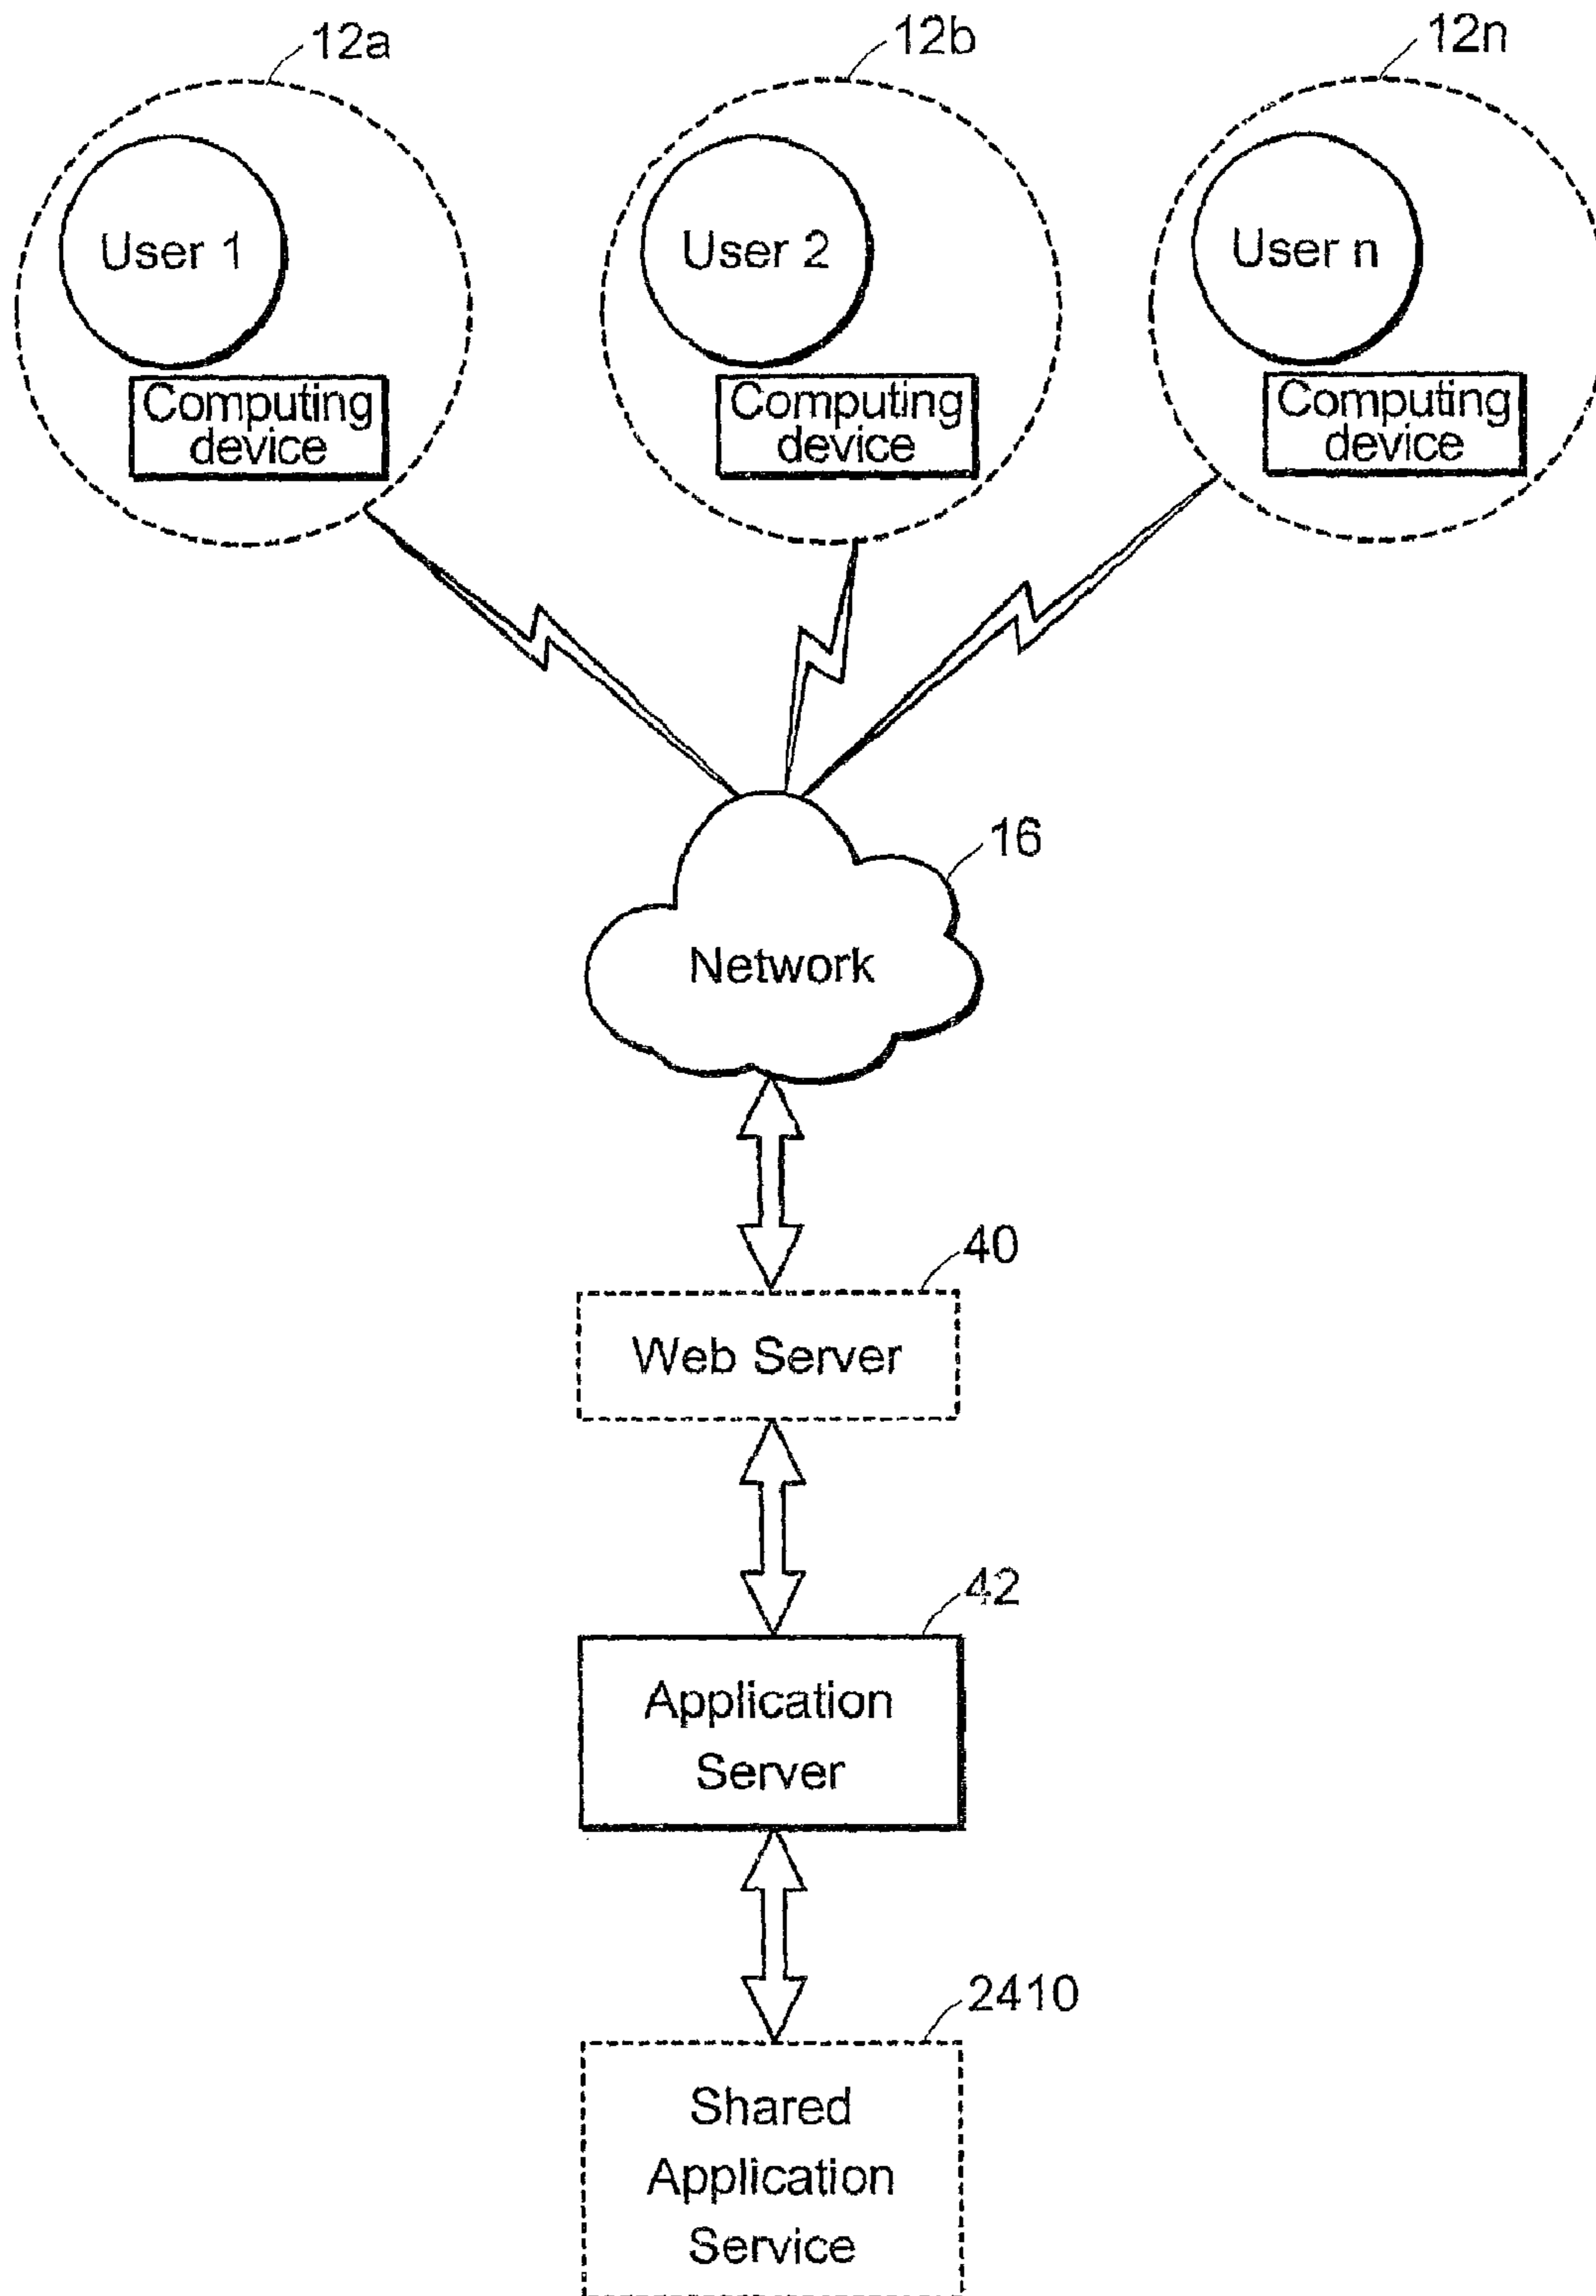 12a
12b
12n
User 1
User 2
User n
Computing
device
Computing
device
Computing
device
16
Network
40
Web Server
42
Application
Server
2410
Shared
Application
Service